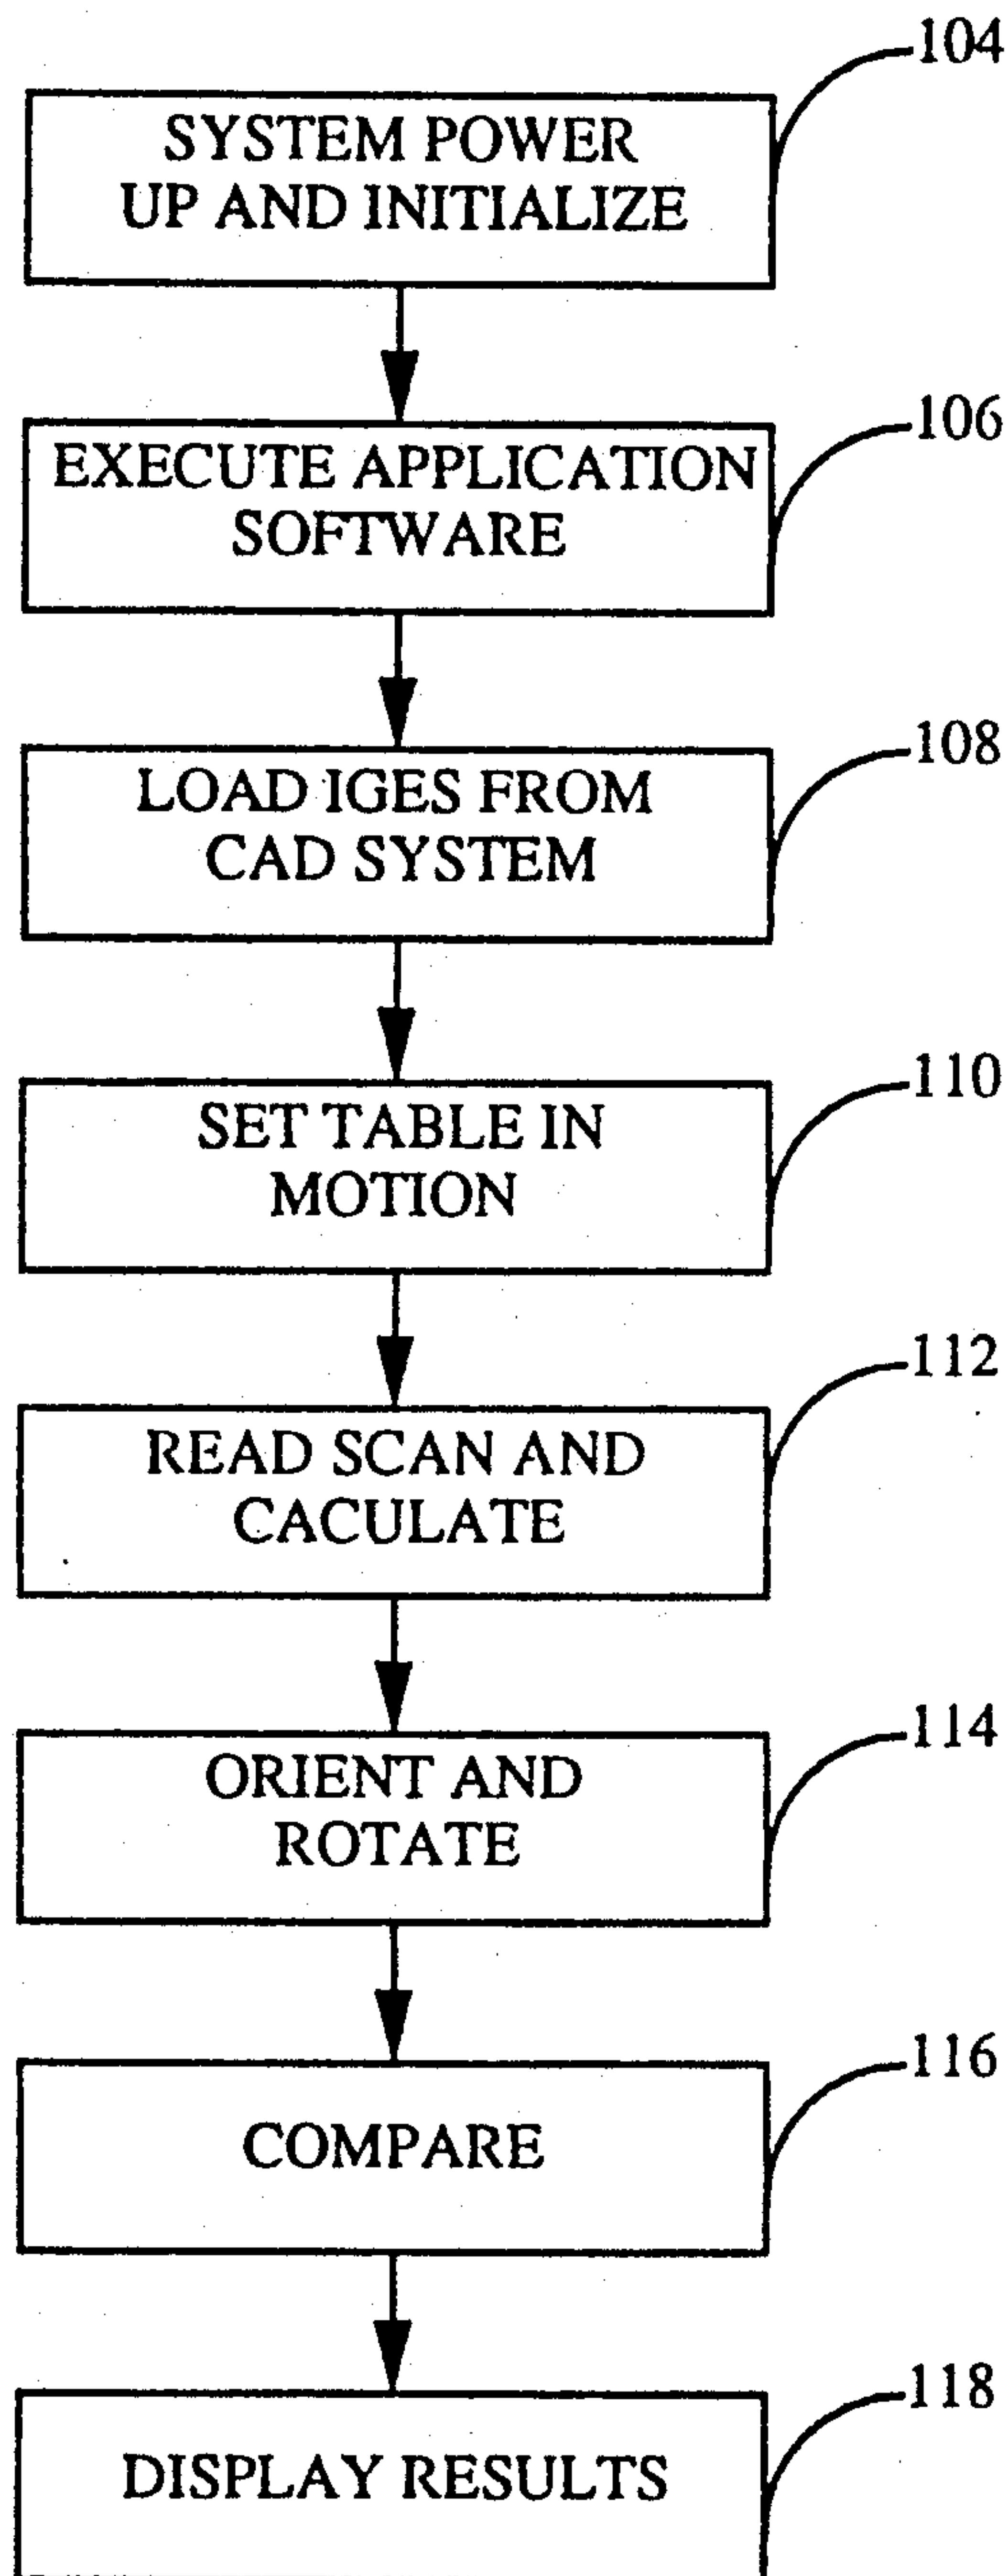 104
SYSTEM POWER
UP AND INITIALIZE
106
EXECUTE APPLICATION
SOFTWARE
108
LOAD IGES FROM
CAD SYSTEM
110
SET TABLE IN
MOTION
112
READ SCAN AND
CACULATE
114
ORIENT AND
ROTATE
116
COMPARE
118
DISPLAY RESULTS